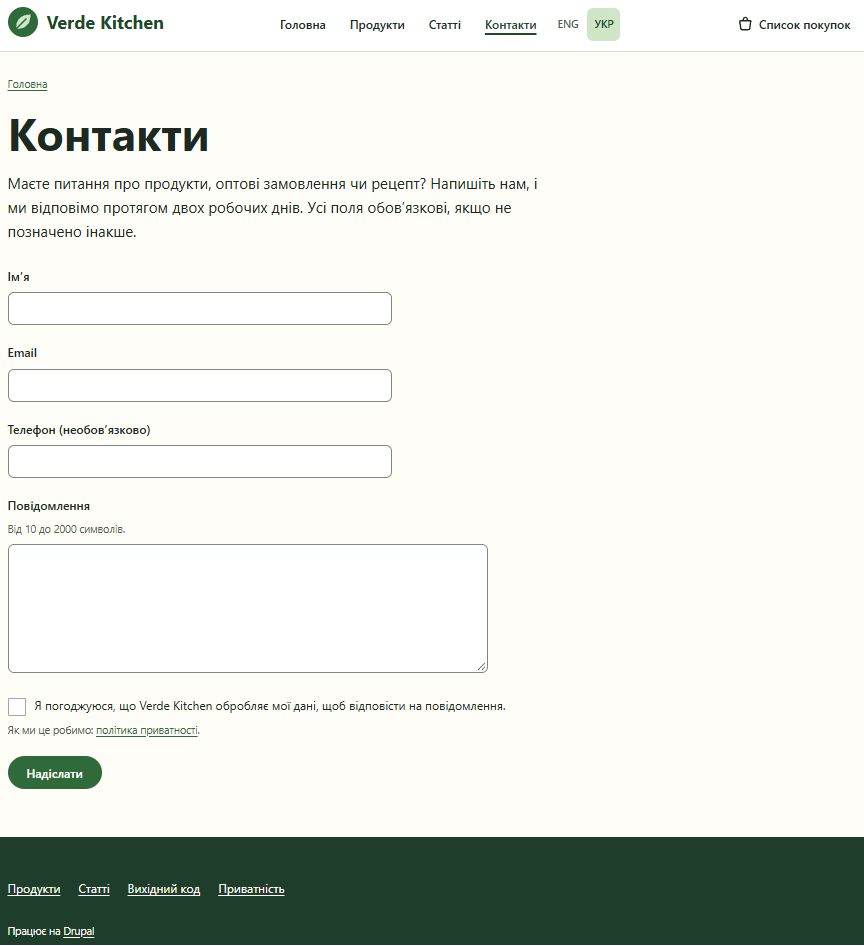 Verde Kitchen
Головна Продукти Статті Контакти ENG УКР Список покупок
Головна
Контакти
Маєте питання про продукти, оптові замовлення чи рецепт? Напишіть нам, і
ми відповімо протягом двох робочих днів. Усі поля обов’язкові, якщо не
позначено інакше.
Ім’я
Email
Телефон (необов’язково)
Повідомлення
Від 10 до 2000 символів.
Я погоджуюся, що Verde Kitchen обробляє мої дані, щоб відповісти на повідомлення.
Як ми це робимо: політика приватності.
Надіслати
Продукти Статті Вихідний код Приватність
Працює на Drupal